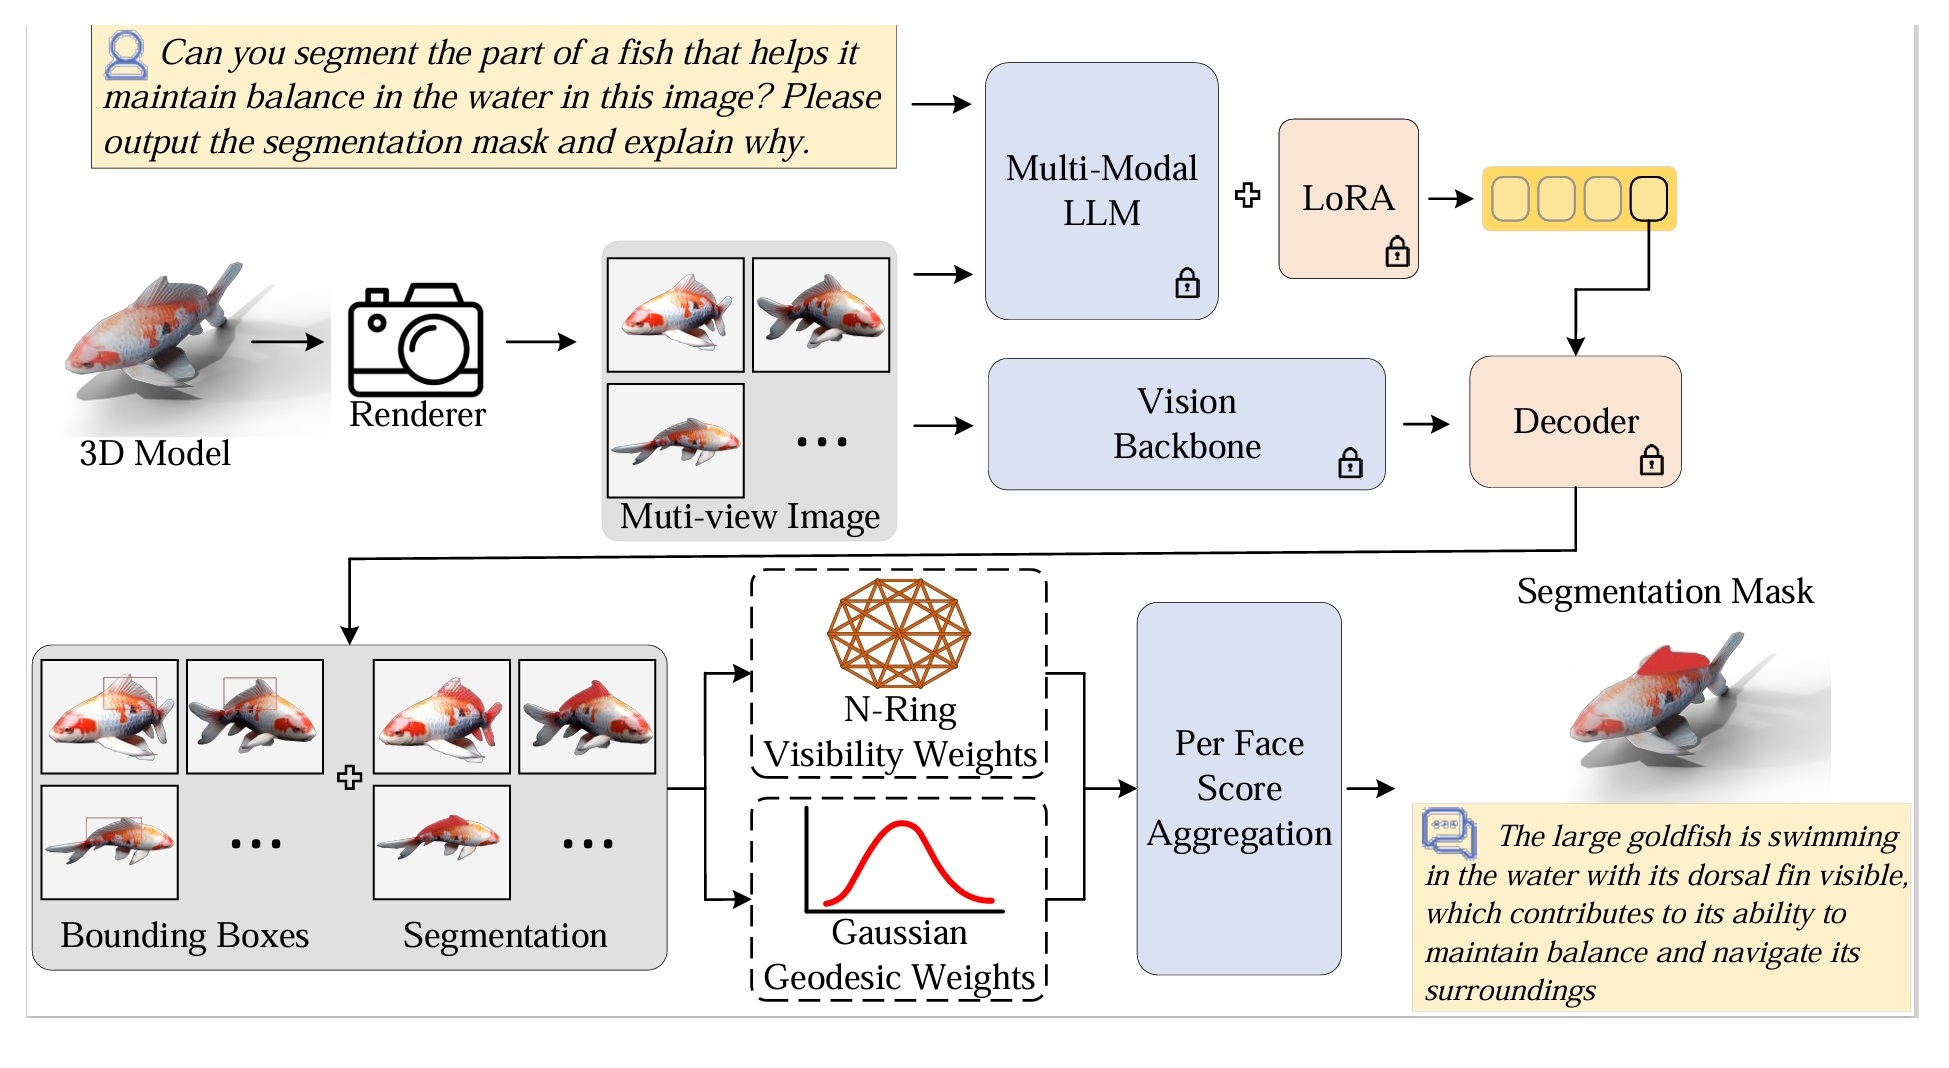 Can you segment the part of a fish that helps it
maintain balance in the water in this image? Please
output the segmentation mask and explain why.
Multi-Modal
LLM
LoRA
3D Model
Renderer
Muti-view Image
Vision
Backbone
Decoder
Bounding Boxes
Segmentation
N-Ring
Visibility Weights
Gaussian
Geodesic Weights
Per Face
Score
Aggregation
Segmentation Mask
The large goldfish is swimming
in the water with its dorsal fin visible,
which contributes to its ability to
maintain balance and navigate its
surroundings